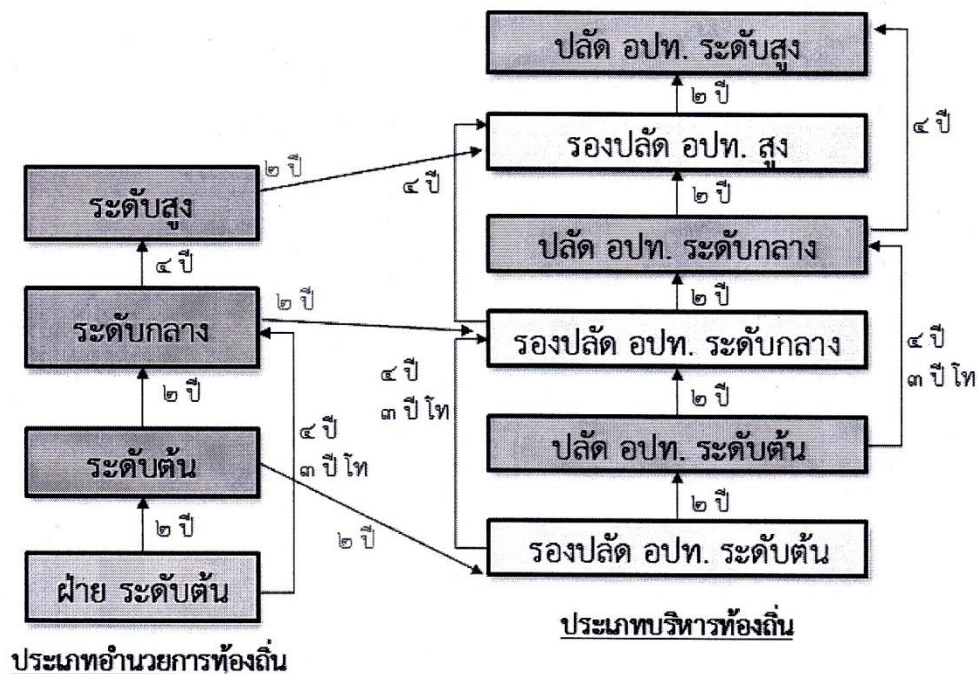 ปลัด อปท. ระดับสูง
๒ ปี
รองปลัด อปท. สูง
๒ ปี
ปลัด อปท. ระดับกลาง
๒ ปี
รองปลัด อปท. ระดับกลาง
๒ ปี
ปลัด อปท. ระดับต้น
๒ ปี
รองปลัด อปท. ระดับต้น
๔ ปี
๔ ปี
๓ ปี โท
๔ ปี
๔ ปี
๓ ปี โท
ประเภทบริหารท้องถิ่น
ระดับสูง
๒ ปี
๔ ปี
ระดับกลาง
๒ ปี
๒ ปี
ระดับต้น
๒ ปี
๒ ปี
ฝ่าย ระดับต้น
๔ ปี
๓ ปี โท
ประเภทอำนวยการท้องถิ่น